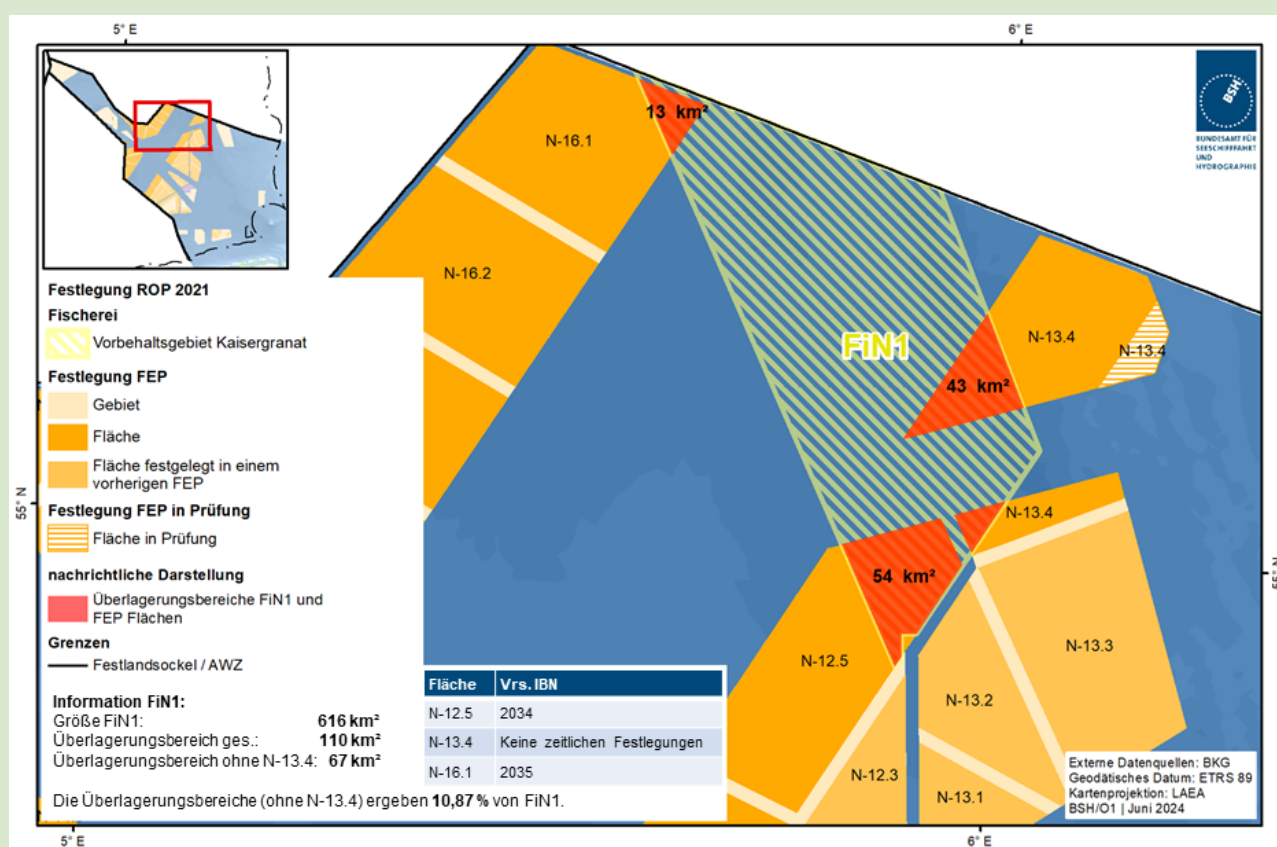 5° E
6° E
BSH
BUNDESAMT FÜR
SEESCHIFFFAHRT
UND
HYDROGRAPHIE
13 km²
N-16.1
N-16.2
FiN1
N-13.4
N-13.4
43 km²
N-13.4
54 km²
N-12.5
N-13.3
N-13.2
N-12.3
N-13.1
55° N
55° N
Festlegung ROP 2021
Fischerei
Vorbehaltsgebiet Kaisergranat
Festlegung FEP
Gebiet
Fläche
Fläche festgelegt in einem
vorherigen FEP
Festlegung FEP in Prüfung
Fläche in Prüfung
nachrichtliche Darstellung
Überlagerungsbereiche FiN1 und
FEP Flächen
Grenzen
Festlandsockel / AWZ
Information FiN1:
Größe FiN1: 616 km²
Überlagerungsbereich ges.: 110 km²
Überlagerungsbereich ohne N-13.4: 67 km²
Die Überlagerungsbereiche (ohne N-13.4) ergeben 10,87 % von FiN1.
Fläche Vrs. IBN
N-12.5 2034
N-13.4 Keine zeitlichen Festlegungen
N-16.1 2035
Externe Datenquellen: BKG
Geodätisches Datum: ETRS 89
Kartenprojektion: LAEA
BSH/O1 | Juni 2024
5° E
6° E